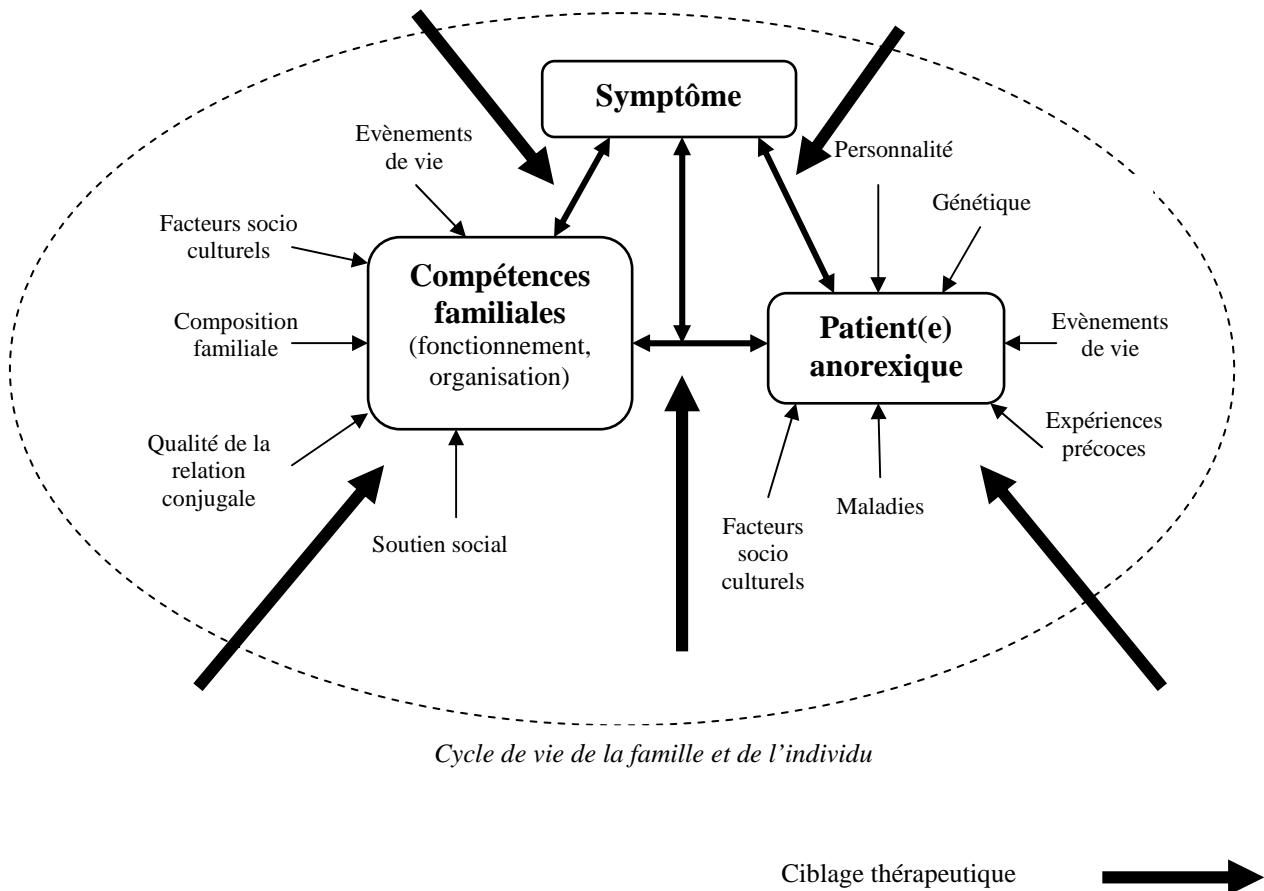 Symptôme
Evènements
de vie
Personnalité
Génétique
Facteurs socio
culturels
Compétences
familiales
(fonctionnement,
organisation)
Composition
familiale
Patient(e)
anorexique
Evènements
de vie
Qualité de la
relation
conjugale
Expériences
précoces
Soutien social
Facteurs
socio
culturels
Maladies
Cycle de vie de la famille et de l'individu
Ciblage thérapeutique